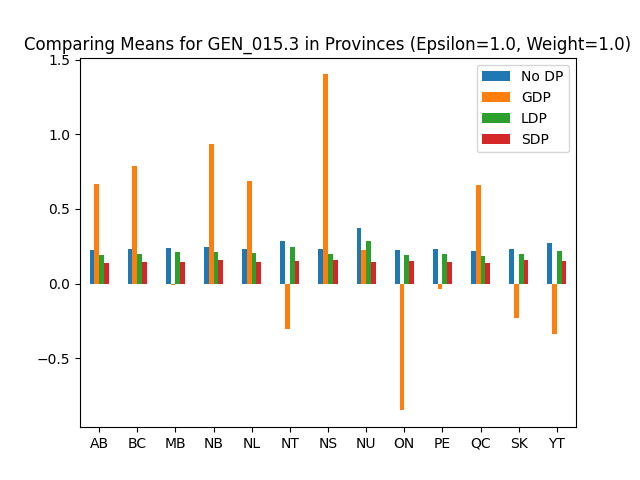 Comparing Means for GEN_015.3 in Provinces (Epsilon=1.0, Weight=1.0)
1.5
1.0
0.5
0.0
−0.5
No DP
GDP
LDP
SDP
AB BC MB NB NL NT NS NU ON PE QC SK YT